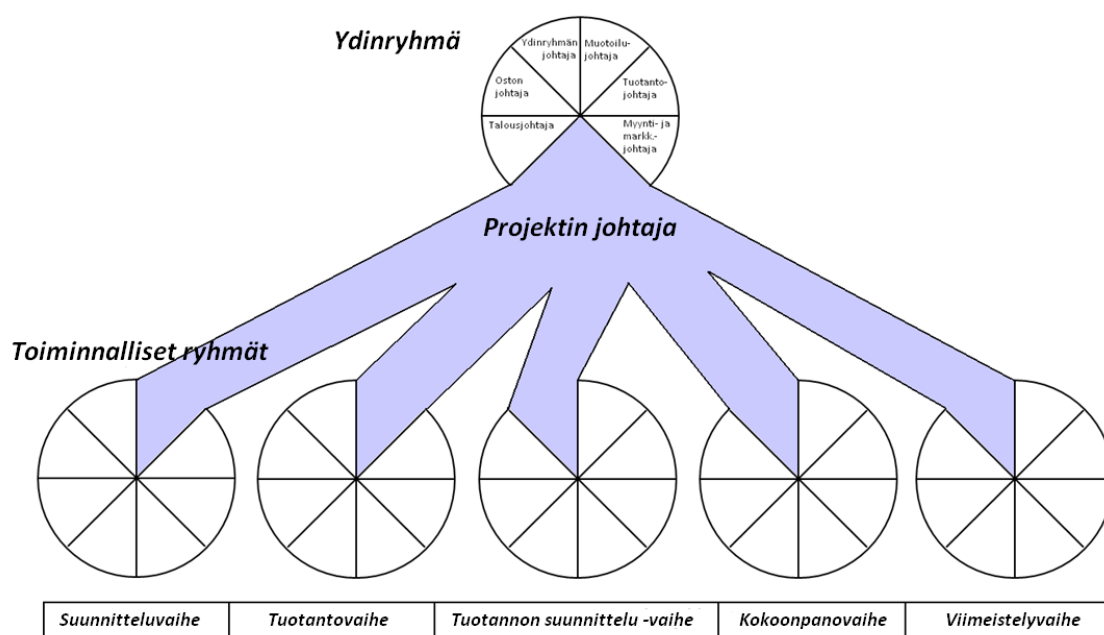 Ydinryhmä
Ydinryhmän
johtaja
Muotoilu-
johtaja
Oston
johtaja
Tuotanto-
johtaja
Talousjohtaja
Myynti- ja
markk.-
johtaja
Projektin johtaja
Toiminnalliset ryhmät
Suunnitteluvaihe
Tuotantovaihe
Tuotannon suunnittelu -vaihe
Kokoonpanovaihe
Viimeistelyvaihe